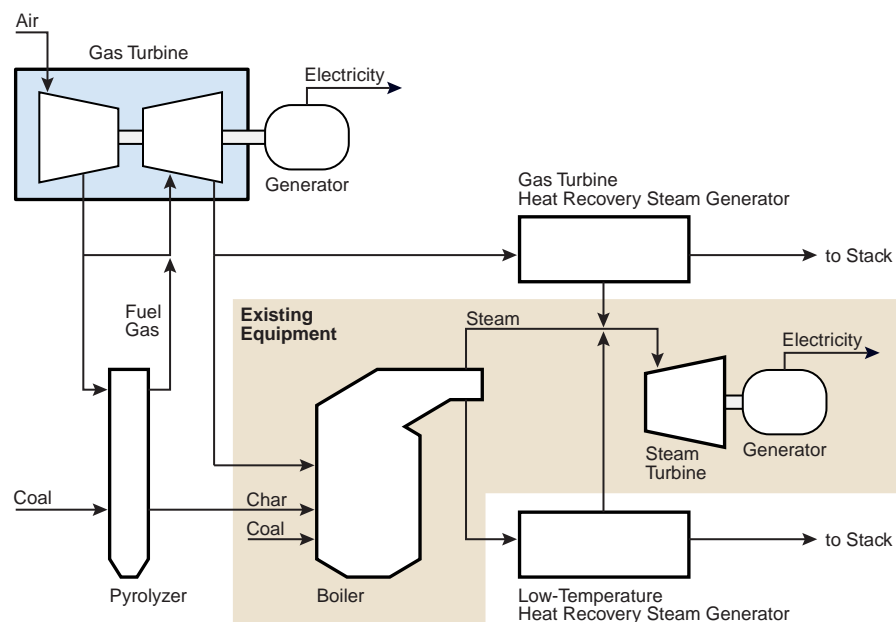 Air
Gas Turbine
Electricity
Generator
Gas Turbine
Heat Recovery Steam Generator
to Stack
Fuel
Gas
Existing
Equipment
Steam
Electricity
Steam
Turbine
Generator
Coal
Char
Coal
to Stack
Pyrolyzer
Boiler
Low-Temperature
Heat Recovery Steam Generator